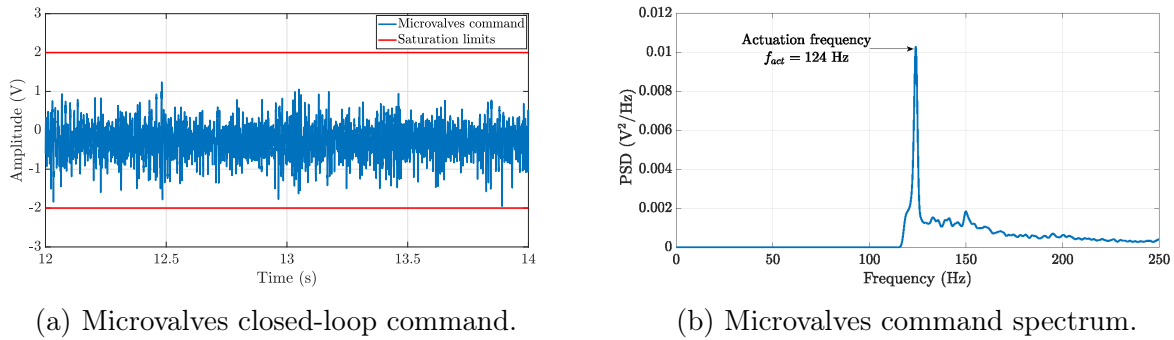 3
2
1
0
-1
-2
-3
Amplitude (V)
Microvalves command
Saturation limits
12
12.5
13
13.5
14
Time (s)
(a) Microvalves closed-loop command.
0.012
0.01
0.008
0.006
0.004
0.002
0
PSD (V²/Hz)
Actuation frequency
f_act = 124 Hz
0
50
100
150
200
250
Frequency (Hz)
(b) Microvalves command spectrum.